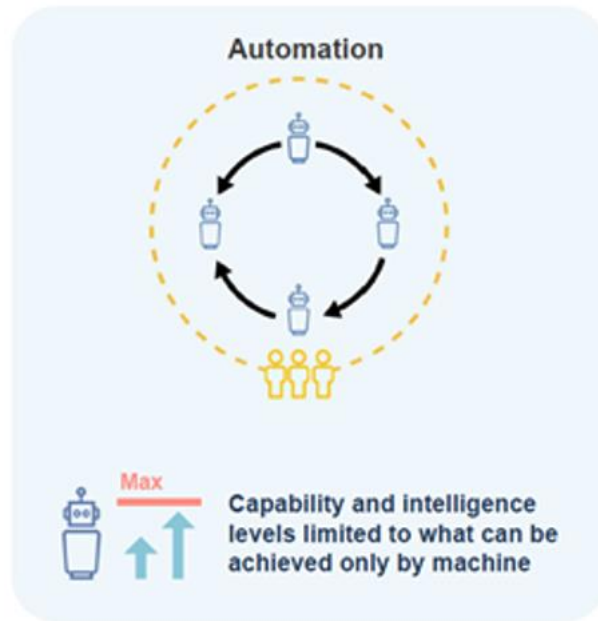 Automation
Max
Capability and intelligence
levels limited to what can be
achieved only by machine